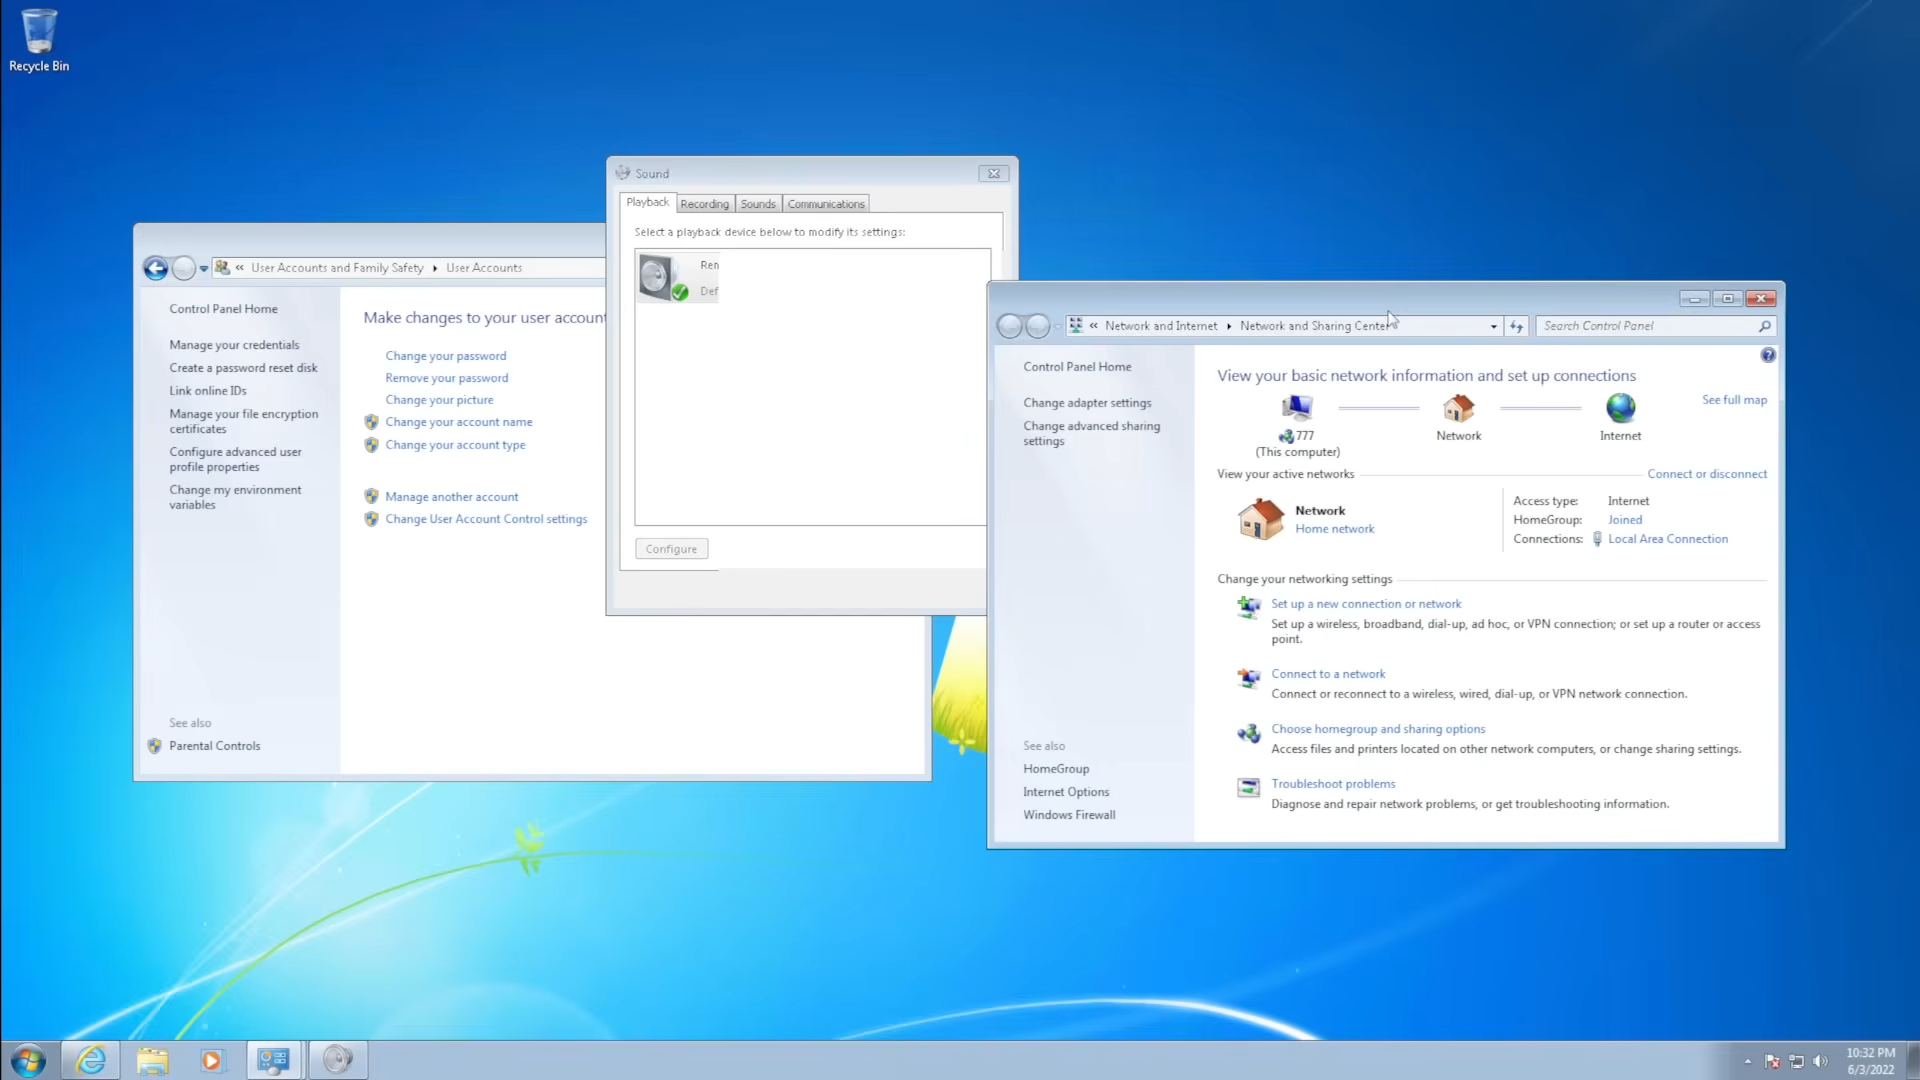 Recycle Bin
Sound
Playback
Recording
Sounds
Communications
Select a playback device below to modify its settings:
Ren
Def
Configure
« User Accounts and Family Safety ▸ User Accounts
Control Panel Home
Manage your credentials
Create a password reset disk
Link online IDs
Manage your file encryption
certificates
Configure advanced user
profile properties
Change my environment
variables
See also
Parental Controls
Make changes to your user account
Change your password
Remove your password
Change your picture
Change your account name
Change your account type
Manage another account
Change User Account Control settings
« Network and Internet ▸ Network and Sharing Center
Search Control Panel
Control Panel Home
Change adapter settings
Change advanced sharing
settings
See also
HomeGroup
Internet Options
Windows Firewall
View your basic network information and set up connections
See full map
777
(This computer)
Network
Internet
View your active networks
Connect or disconnect
Network
Home network
Access type: Internet
HomeGroup: Joined
Connections: Local Area Connection
Change your networking settings
Set up a new connection or network
Set up a wireless, broadband, dial-up, ad hoc, or VPN connection; or set up a router or access
point.
Connect to a network
Connect or reconnect to a wireless, wired, dial-up, or VPN network connection.
Choose homegroup and sharing options
Access files and printers located on other network computers, or change sharing settings.
Troubleshoot problems
Diagnose and repair network problems, or get troubleshooting information.
10:32 PM
6/3/2022